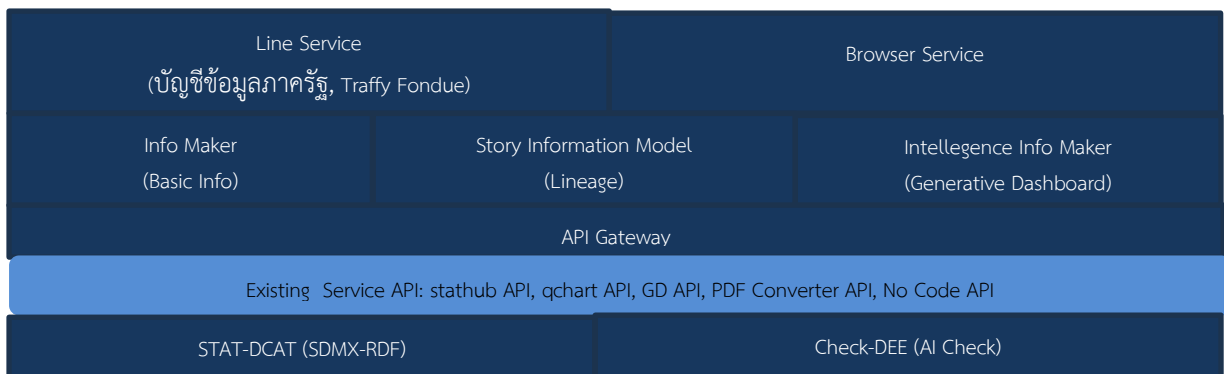 Line Service
(บัญชีข้อมูลภาครัฐ, Traffy Fondue)
Browser Service
Info Maker
(Basic Info)
Story Information Model
(Lineage)
Intellegence Info Maker
(Generative Dashboard)
API Gateway
Existing  Service API: stathub API, qchart API, GD API, PDF Converter API, No Code API
STAT-DCAT (SDMX-RDF)
Check-DEE (AI Check)